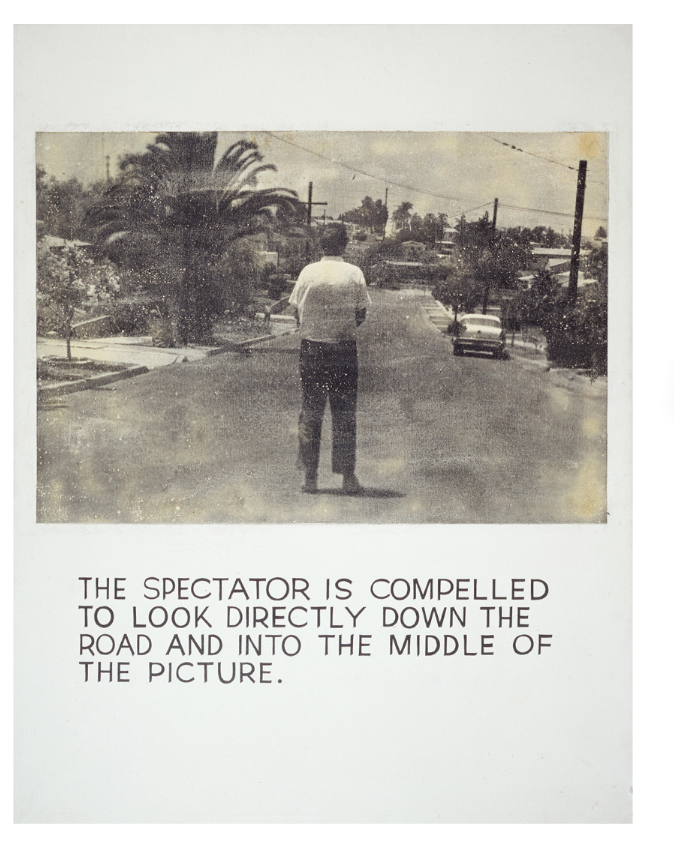 THE SPECTATOR IS COMPELLED
TO LOOK DIRECTLY DOWN THE
ROAD AND INTO THE MIDDLE OF
THE PICTURE.